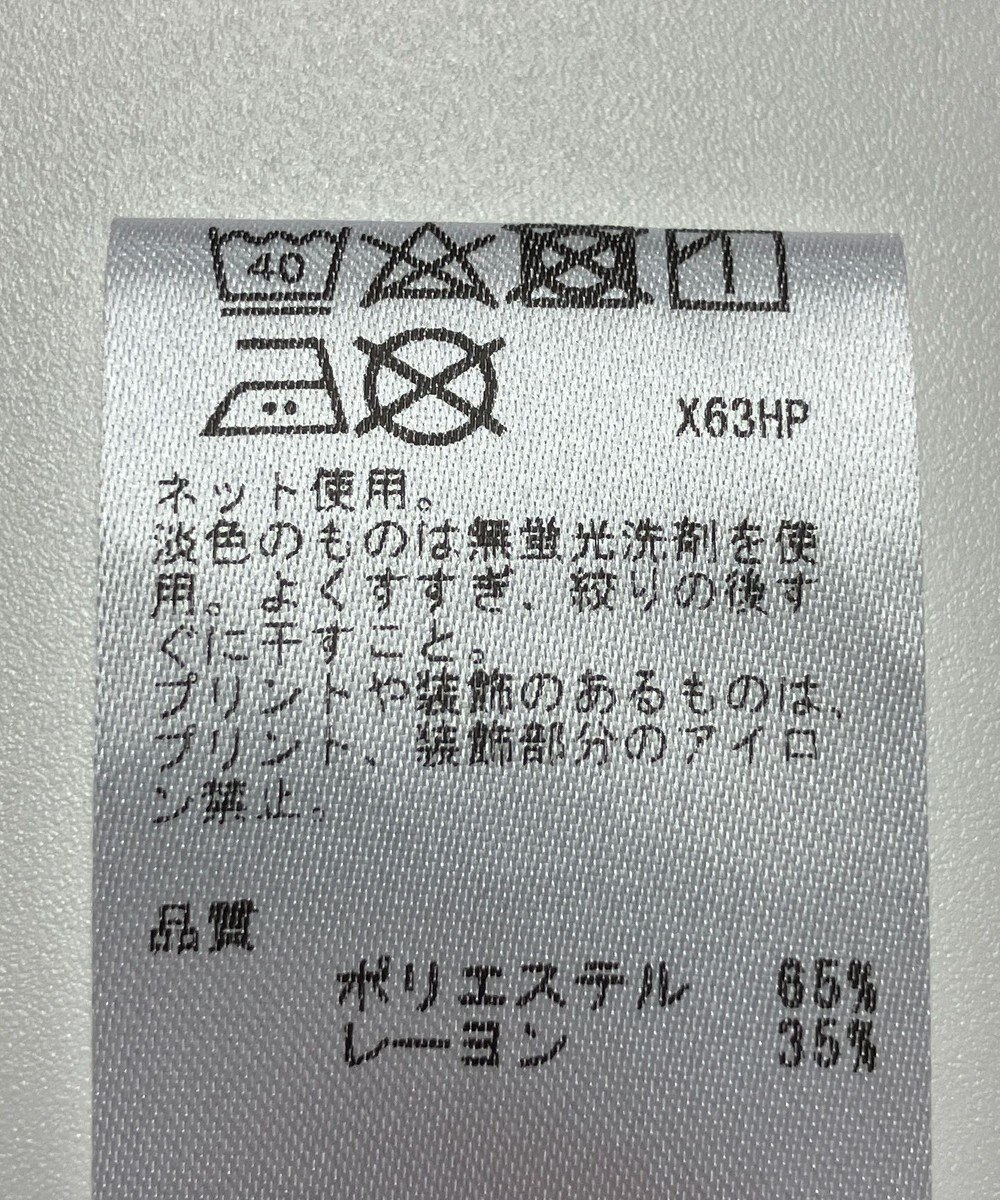 40
X63HP
ネット使用。
淡色のものは無蛍光洗剤を使
用。よくすすぎ、絞りの後す
ぐに干すこと。
プリントや装飾のあるものは、
プリント、装飾部分のアイロ
ン禁止。
品質
ポリエステル 65%
レーヨン 35%